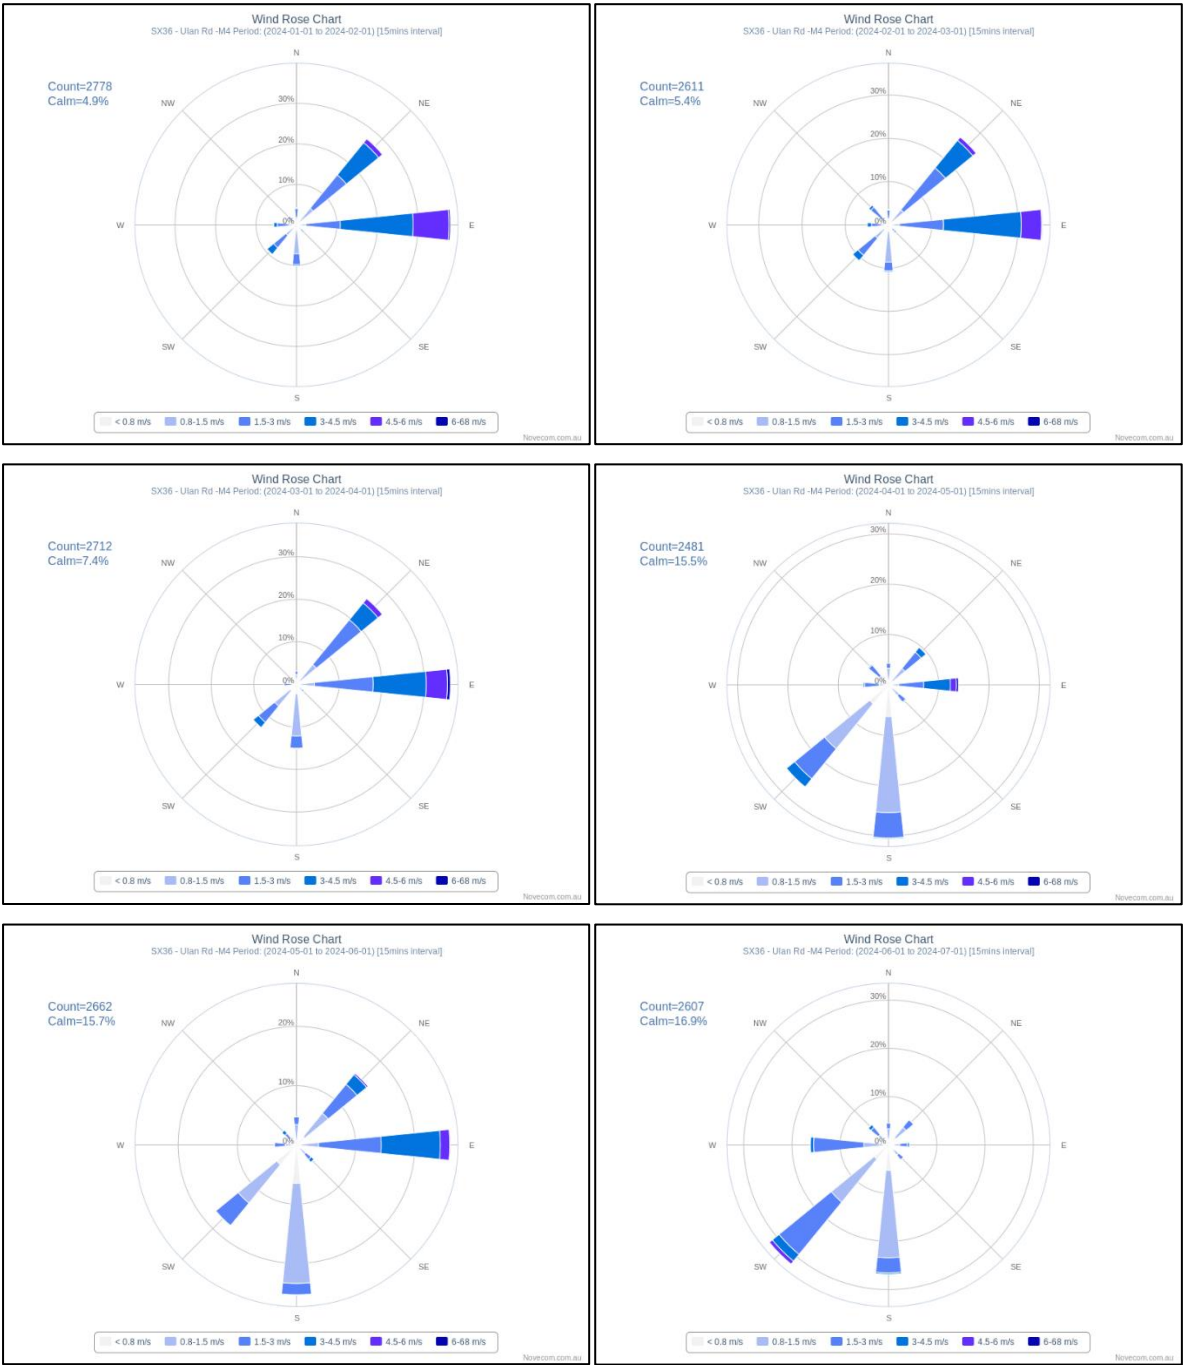 Wind Rose Chart
SX36 - Ulan Rd -M4 Period: (2024-01-01 to 2024-02-01) [15mins interval]
N
Count=2778
Calm=4.9%
NW
NE
30%
20%
10%
0%
W
E
SW
SE
S
< 0.8 m/s 0.8-1.5 m/s 1.5-3 m/s 3-4.5 m/s 4.5-6 m/s 6-68 m/s
Novecom.com.au
Wind Rose Chart
SX36 - Ulan Rd -M4 Period: (2024-02-01 to 2024-03-01) [15mins interval]
N
Count=2611
Calm=5.4%
NW
NE
30%
20%
10%
0%
W
E
SW
SE
S
< 0.8 m/s 0.8-1.5 m/s 1.5-3 m/s 3-4.5 m/s 4.5-6 m/s 6-68 m/s
Novecom.com.au
Wind Rose Chart
SX36 - Ulan Rd -M4 Period: (2024-03-01 to 2024-04-01) [15mins interval]
N
Count=2712
Calm=7.4%
NW
NE
30%
20%
10%
0%
W
E
SW
SE
S
< 0.8 m/s 0.8-1.5 m/s 1.5-3 m/s 3-4.5 m/s 4.5-6 m/s 6-68 m/s
Novecom.com.au
Wind Rose Chart
SX36 - Ulan Rd -M4 Period: (2024-04-01 to 2024-05-01) [15mins interval]
N
30%
Count=2481
Calm=15.5%
NW
NE
20%
10%
0%
W
E
SW
SE
S
< 0.8 m/s 0.8-1.5 m/s 1.5-3 m/s 3-4.5 m/s 4.5-6 m/s 6-68 m/s
Novecom.com.au
Wind Rose Chart
SX36 - Ulan Rd -M4 Period: (2024-05-01 to 2024-06-01) [15mins interval]
N
Count=2662
Calm=15.7%
NW
NE
20%
10%
0%
W
E
SW
SE
S
< 0.8 m/s 0.8-1.5 m/s 1.5-3 m/s 3-4.5 m/s 4.5-6 m/s 6-68 m/s
Novecom.com.au
Wind Rose Chart
SX36 - Ulan Rd -M4 Period: (2024-06-01 to 2024-07-01) [15mins interval]
N
30%
Count=2607
Calm=16.9%
NW
NE
20%
10%
0%
W
E
SW
SE
S
< 0.8 m/s 0.8-1.5 m/s 1.5-3 m/s 3-4.5 m/s 4.5-6 m/s 6-68 m/s
Novecom.com.au